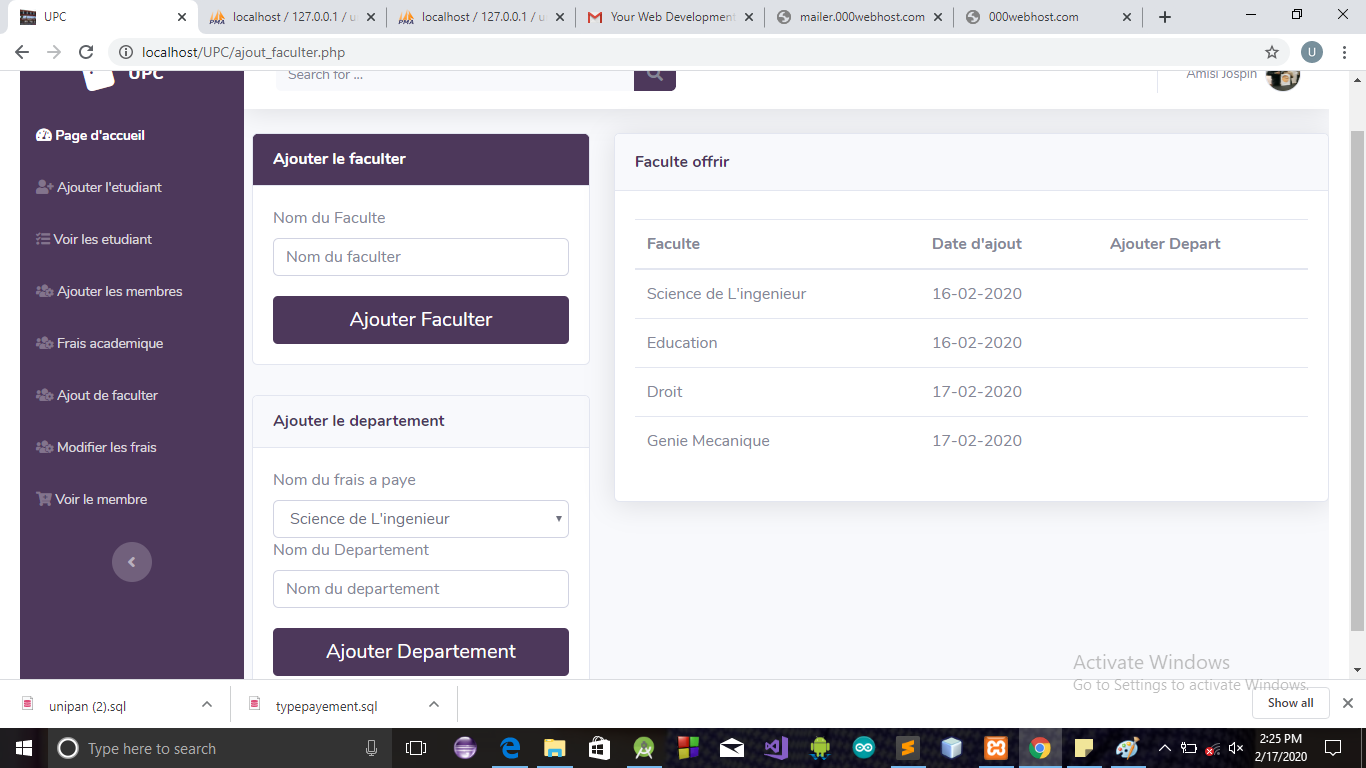 UPC
localhost / 127.0.0.1 / u
localhost / 127.0.0.1 / u
Your Web Development
mailer.000webhost.com
000webhost.com
localhost/UPC/ajout_faculter.php
U
UPC
Search for ...
Amisi Jospin
Page d'accueil
Ajouter l'etudiant
Voir les etudiant
Ajouter les membres
Frais academique
Ajout de faculter
Modifier les frais
Voir le membre
Ajouter le faculter
Nom du Faculte
Nom du faculter
Ajouter Faculter
Ajouter le departement
Nom du frais a paye
Science de L'ingenieur
Nom du Departement
Nom du departement
Ajouter Departement
Faculte offrir
Faculte Date d'ajout Ajouter Depart
Science de L'ingenieur 16-02-2020
Education 16-02-2020
Droit 17-02-2020
Genie Mecanique 17-02-2020
Activate Windows
Go to Settings to activate Windows.
unipan (2).sql
typepayement.sql
Show all
Type here to search
2:25 PM
2/17/2020